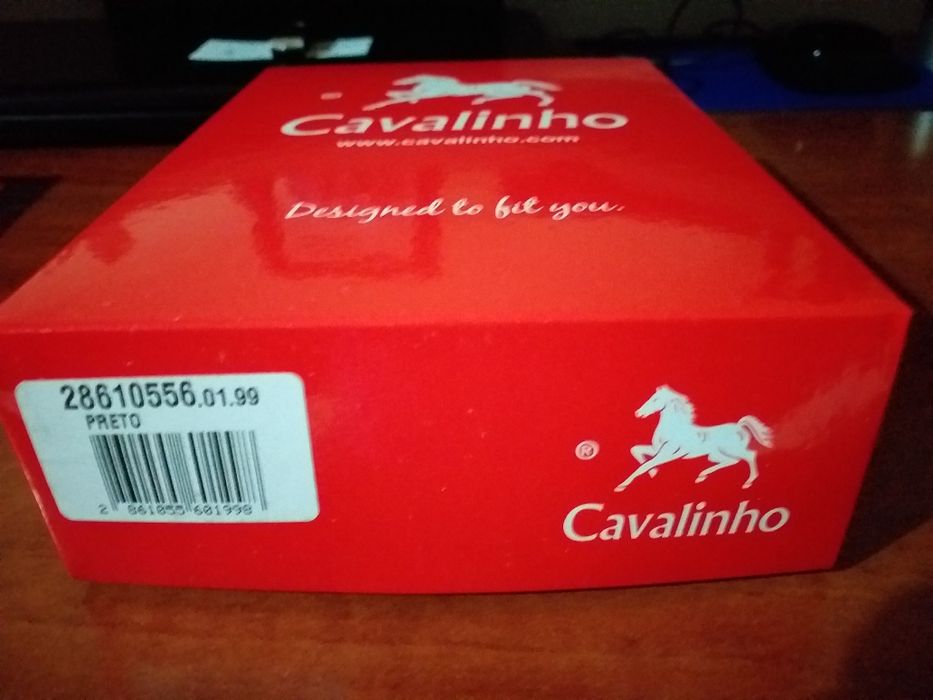 Cavalinho
www.cavalinho.com
Designed to fit you.
28610556.01.99
PRETO
2 861055 601998
®
Cavalinho